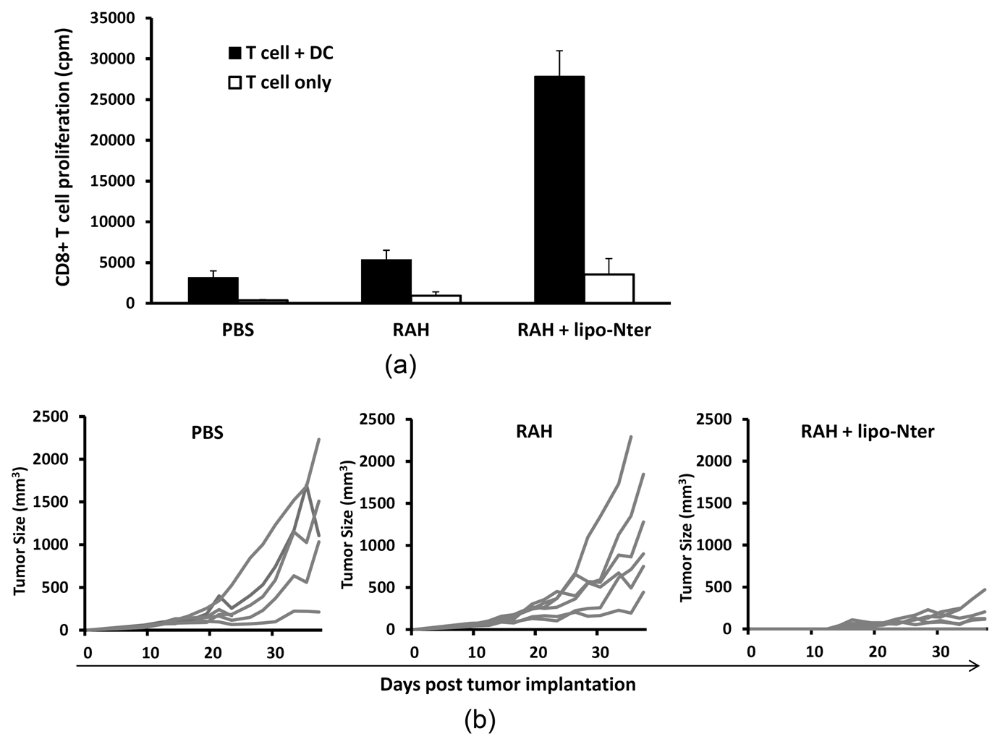 35000
30000
25000
20000
15000
10000
5000
0
CD8+ T cell proliferation (cpm)
T cell + DC
T cell only
PBS
RAH
RAH + lipo-Nter
(a)
PBS
2500
2000
1500
1000
500
0
Tumor Size (mm³)
0 10 20 30
RAH
2500
2000
1500
1000
500
0
Tumor Size (mm³)
0 10 20 30
RAH + lipo-Nter
2500
2000
1500
1000
500
0
Tumor Size (mm³)
0 10 20 30
Days post tumor implantation
(b)